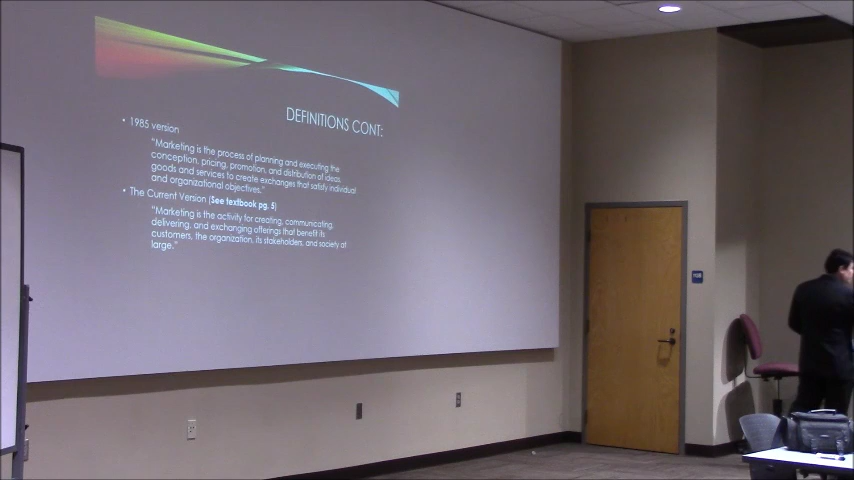 DEFINITIONS CONT:
• 1985 version
"Marketing is the process of planning and executing the
conception, pricing, promotion, and distribution of ideas
goods and services to create exchanges that satisfy individual
and organizational objectives."
• The Current Version (See textbook pg. 5)
"Marketing is the activity for creating, communicating,
delivering, and exchanging offerings that benefit its
customers, the organization, its stakeholders, and society at
large."